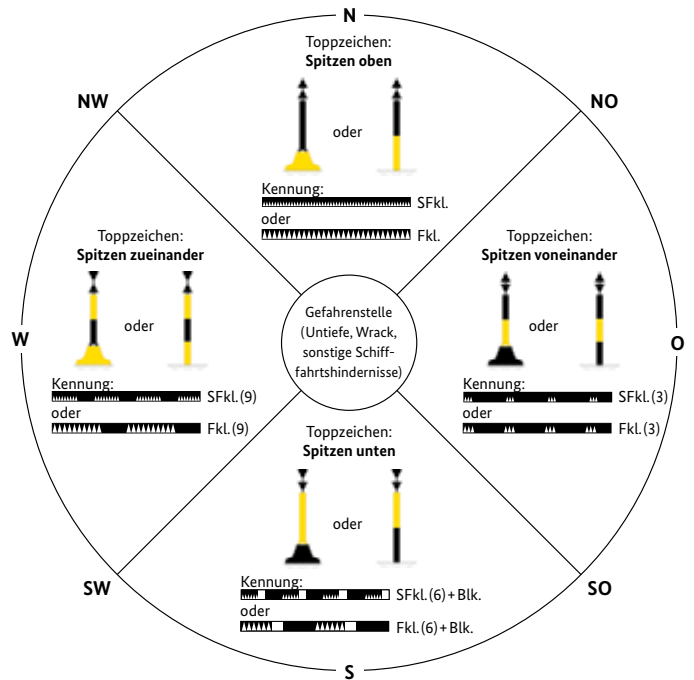 N
Toppzeichen:
Spitzen oben
NW
NO
oder
Kennung:
SFkl.
oder
Fkl.
Toppzeichen:
Spitzen zueinander
oder
Kennung:
SFkl.(9)
oder
Fkl.(9)
W
Gefahrenstelle
(Untiefe, Wrack,
sonstige Schiff-
fahrtshindernisse)
Toppzeichen:
Spitzen voneinander
oder
Kennung:
SFkl.(3)
oder
Fkl.(3)
O
Toppzeichen:
Spitzen unten
oder
Kennung:
SFkl.(6)+Blk.
oder
Fkl.(6)+Blk.
SW
SO
S